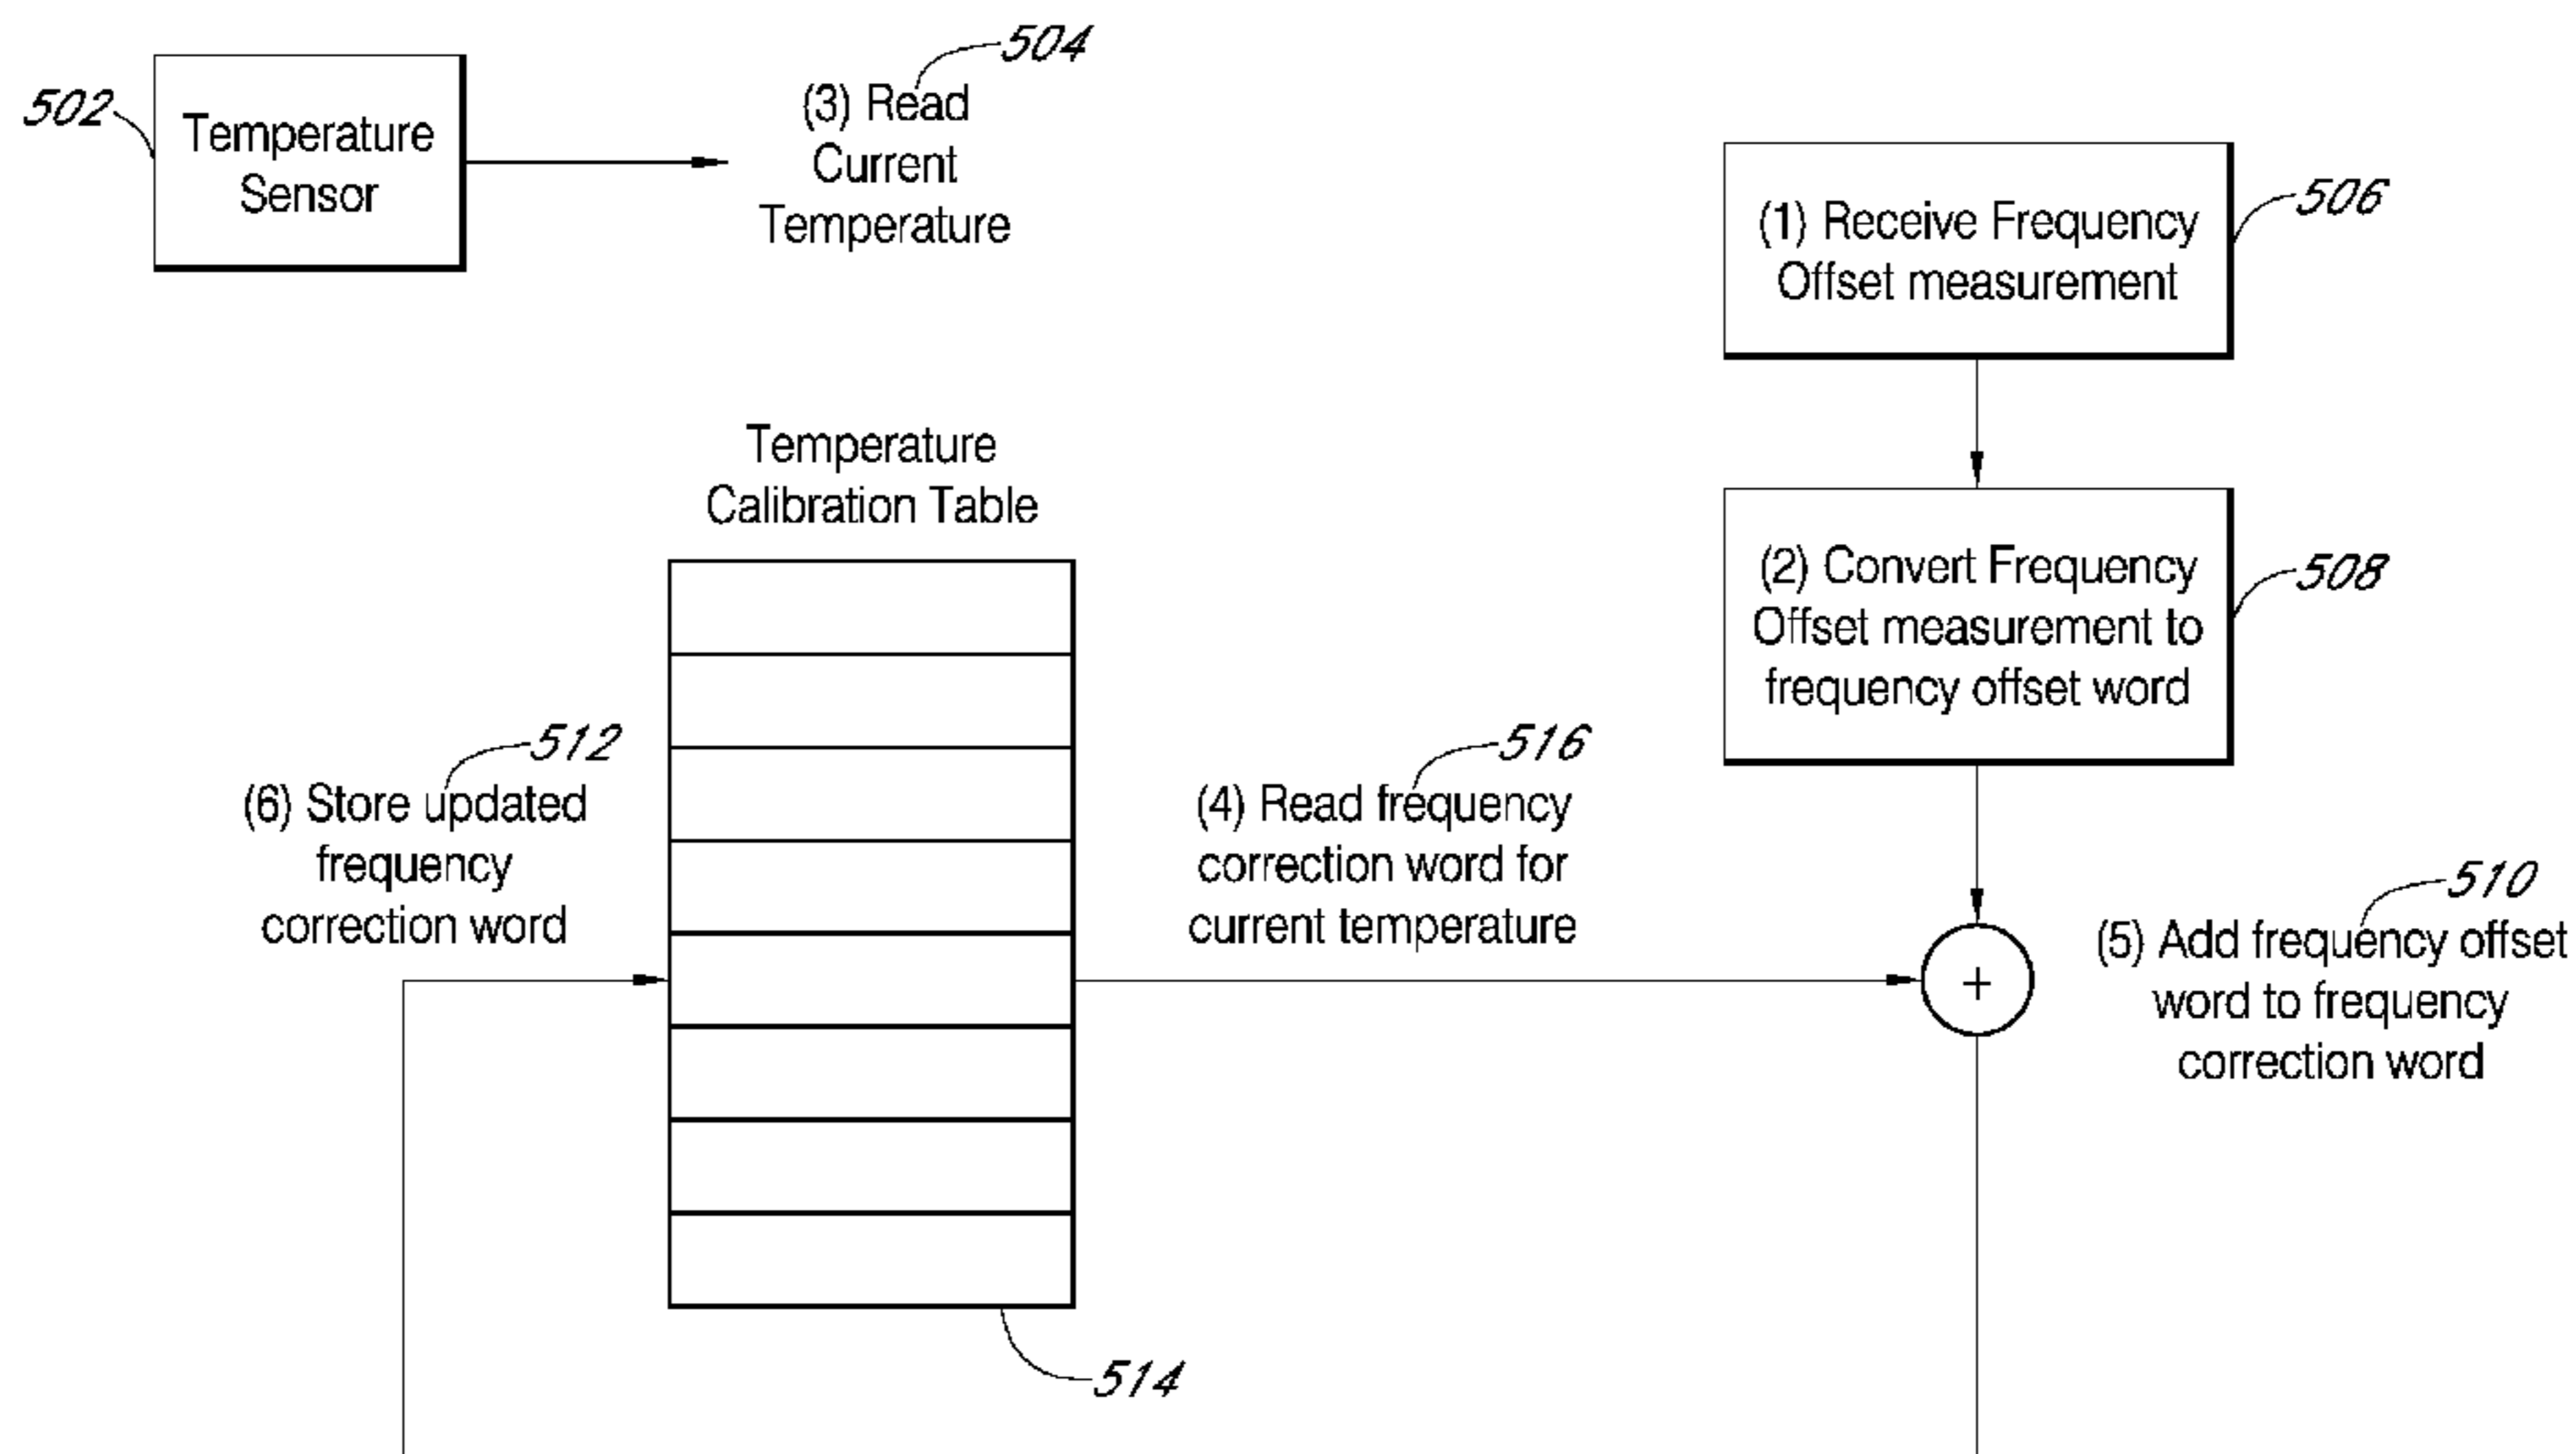 504
502
Temperature
Sensor
(3) Read
Current
Temperature
(1) Receive Frequency
Offset measurement
506
Temperature
Calibration Table
(2) Convert Frequency
Offset measurement to
frequency offset word
508
512
(6) Store updated
frequency
correction word
516
(4) Read frequency
correction word for
current temperature
+
510
(5) Add frequency offset
word to frequency
correction word
514